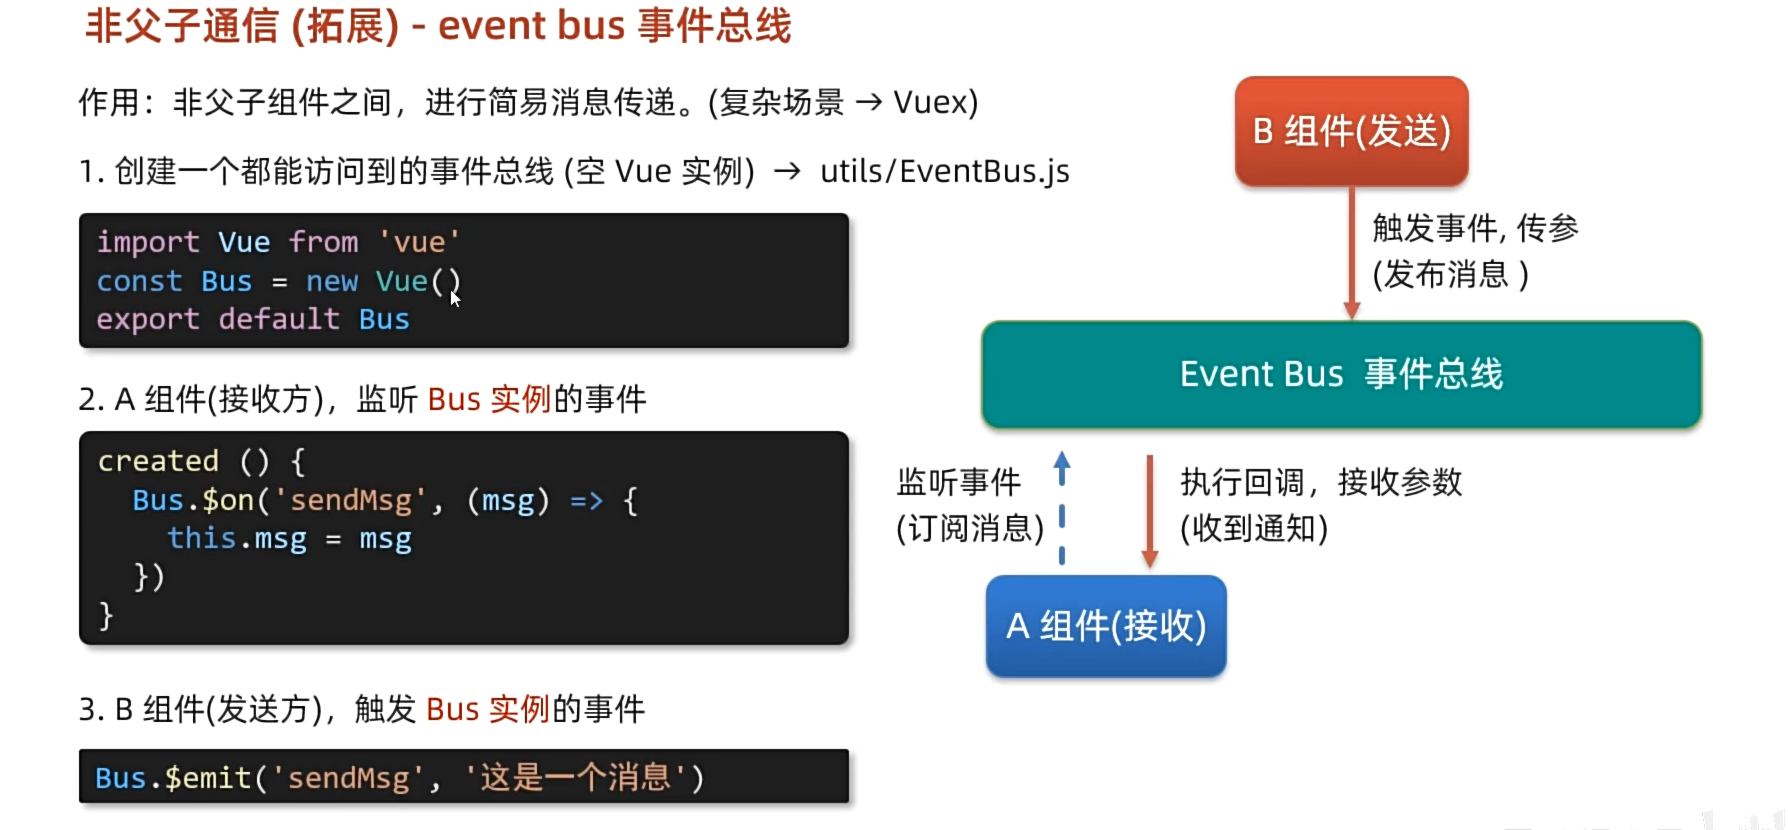 非父子通信 (拓展) - event bus 事件总线
作用：非父子组件之间，进行简易消息传递。(复杂场景 → Vuex)
1. 创建一个都能访问到的事件总线 (空 Vue 实例) → utils/EventBus.js
import Vue from 'vue'
const Bus = new Vue()
export default Bus
2. A 组件(接收方)，监听 Bus 实例的事件
created () {
  Bus.$on('sendMsg', (msg) => {
    this.msg = msg
  })
}
3. B 组件(发送方)，触发 Bus 实例的事件
Bus.$emit('sendMsg', '这是一个消息')
B 组件(发送)
触发事件, 传参
(发布消息 )
Event Bus 事件总线
监听事件
(订阅消息)
执行回调，接收参数
(收到通知)
A 组件(接收)